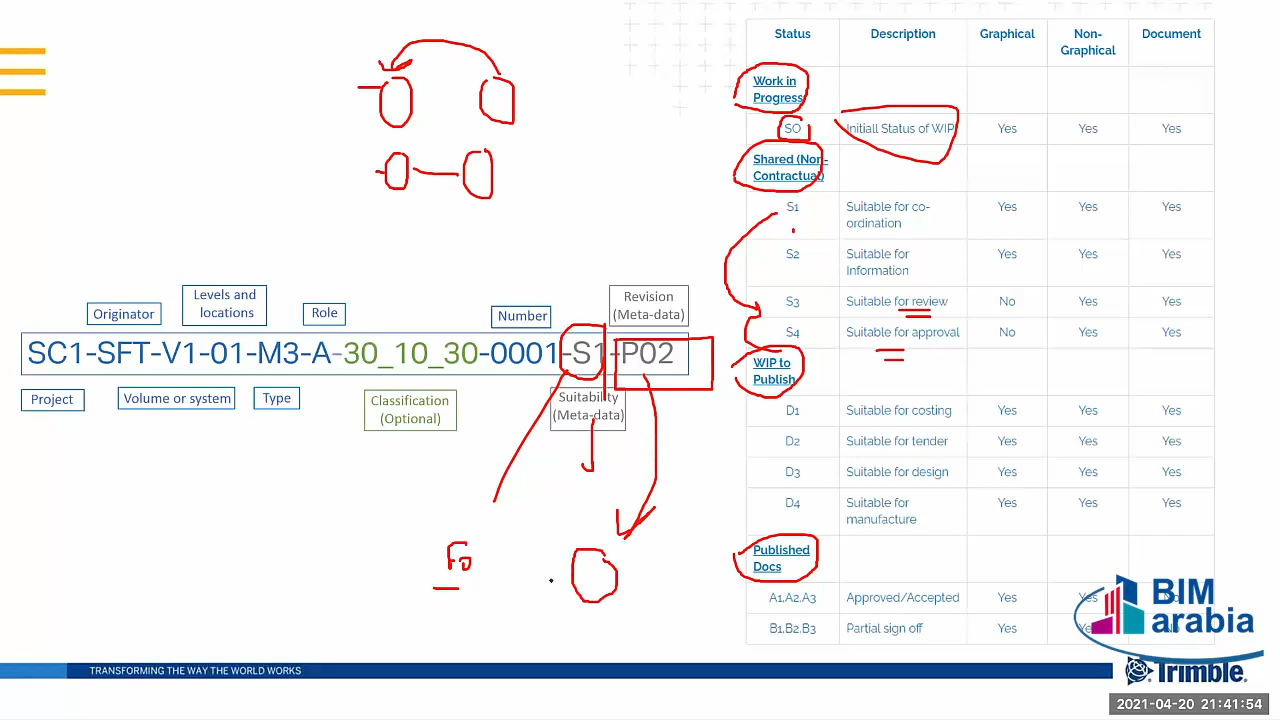 Status Description Graphical Non-Graphical Document
Work in Progress
SO Initiall Status of WIP Yes Yes Yes
Shared (Non-Contractual)
S1 Suitable for co-ordination Yes Yes Yes
S2 Suitable for Information Yes Yes Yes
S3 Suitable for review No Yes Yes
S4 Suitable for approval No Yes Yes
WIP to Publish
D1 Suitable for costing Yes Yes Yes
D2 Suitable for tender Yes Yes Yes
D3 Suitable for design Yes Yes Yes
D4 Suitable for manufacture Yes Yes Yes
Published Docs
A1,A2,A3 Approved/Accepted Yes Yes No
B1,B2,B3 Partial sign off Yes Yes No
Originator
Levels and locations
Role
Number
Revision (Meta-data)
SC1-SFT-V1-01-M3-A-30_10_30-0001-S1-P02
Project
Volume or system
Type
Classification (Optional)
Suitability (Meta-data)
BIM arabia
TRANSFORMING THE WAY THE WORLD WORKS
Trimble
2021-04-20 21:41:54